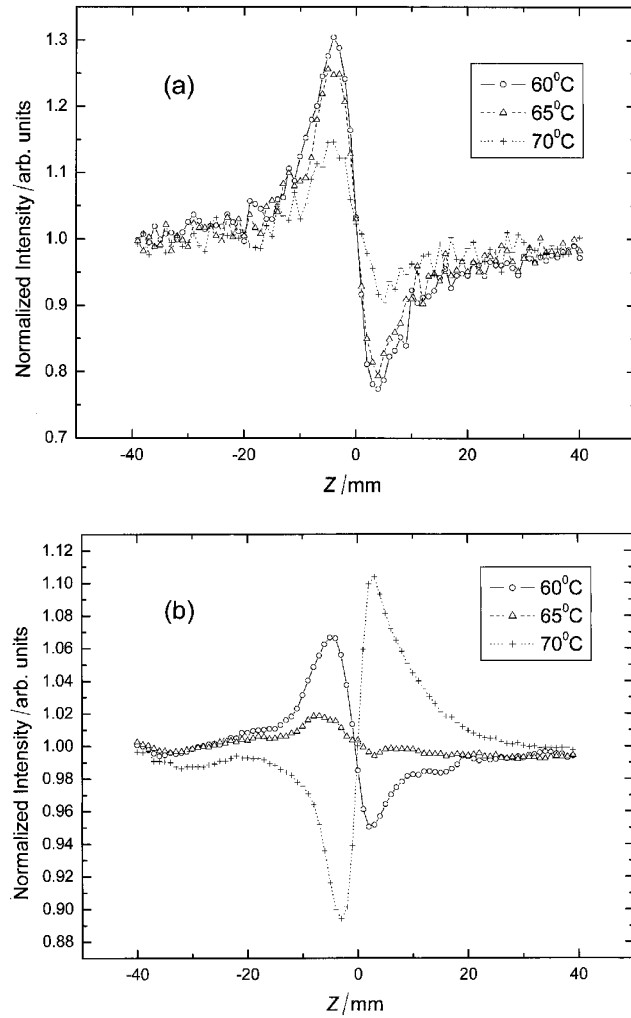 (a)
60⁰C
65⁰C
70⁰C
Normalized Intensity /arb. units
1.3
1.2
1.1
1.0
0.9
0.8
0.7
-40 -20 0 20 40
Z /mm
(b)
60⁰C
65⁰C
70⁰C
Normalized Intensity /arb. units
1.12
1.10
1.08
1.06
1.04
1.02
1.00
0.98
0.96
0.94
0.92
0.90
0.88
-40 -20 0 20 40
Z /mm